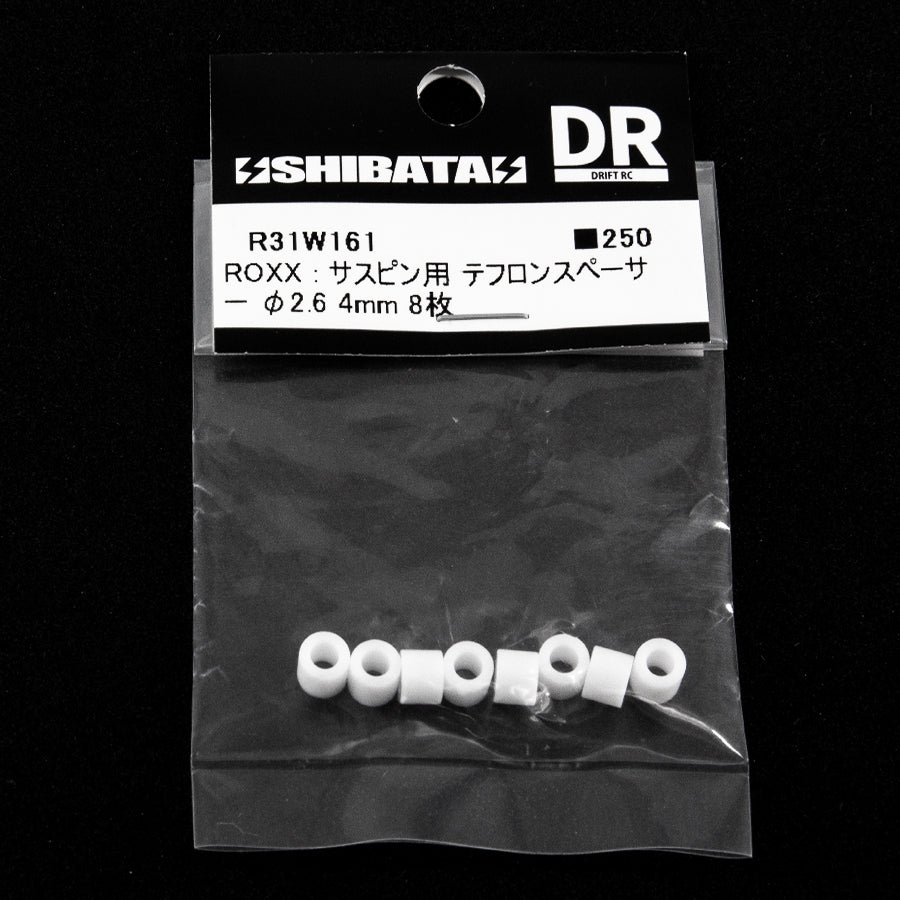 SHIBATA
DR
DRIFT RC
R31W161 ■250
ROXX：サスピン用 テフロンスペーサ
ー φ2.6 4mm 8枚